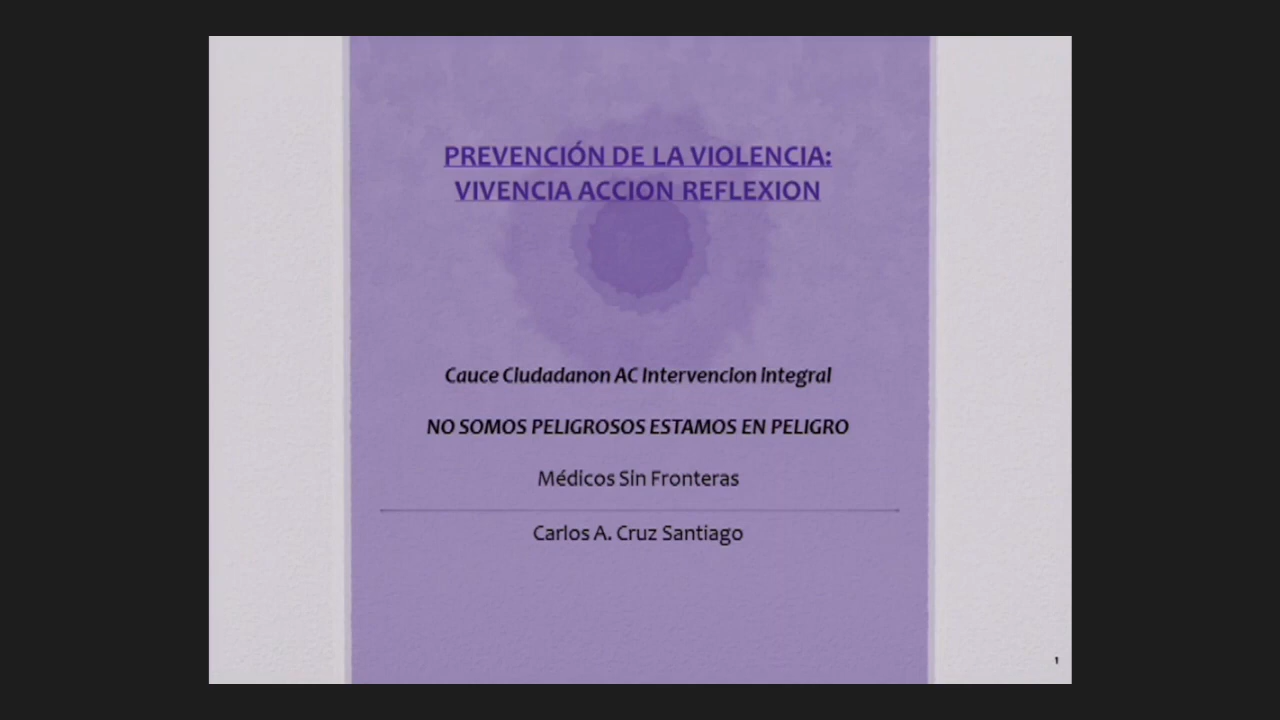 PREVENCIÓN DE LA VIOLENCIA:
VIVENCIA ACCION REFLEXION
Cauce Ciudadanon AC Intervencion integral
NO SOMOS PELIGROSOS ESTAMOS EN PELIGRO
Médicos Sin Fronteras
Carlos A. Cruz Santiago
1